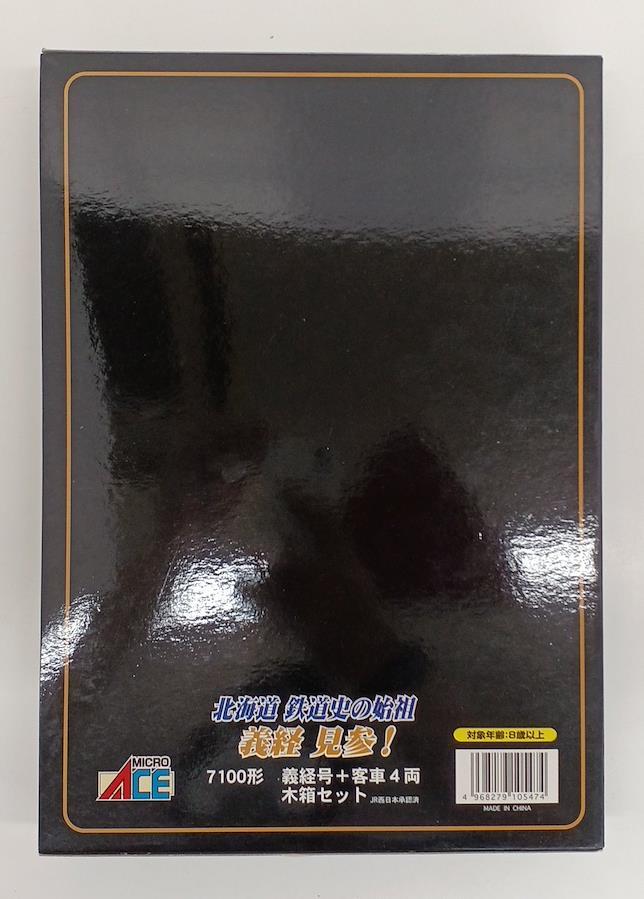 北海道 鉄道史の始祖
義経 見参!
7100形 義経号+客車4両
木箱セット JR西日本承認済
MICRO
ACE
対象年齢:8歳以上
4 968279 105474
MADE IN CHINA